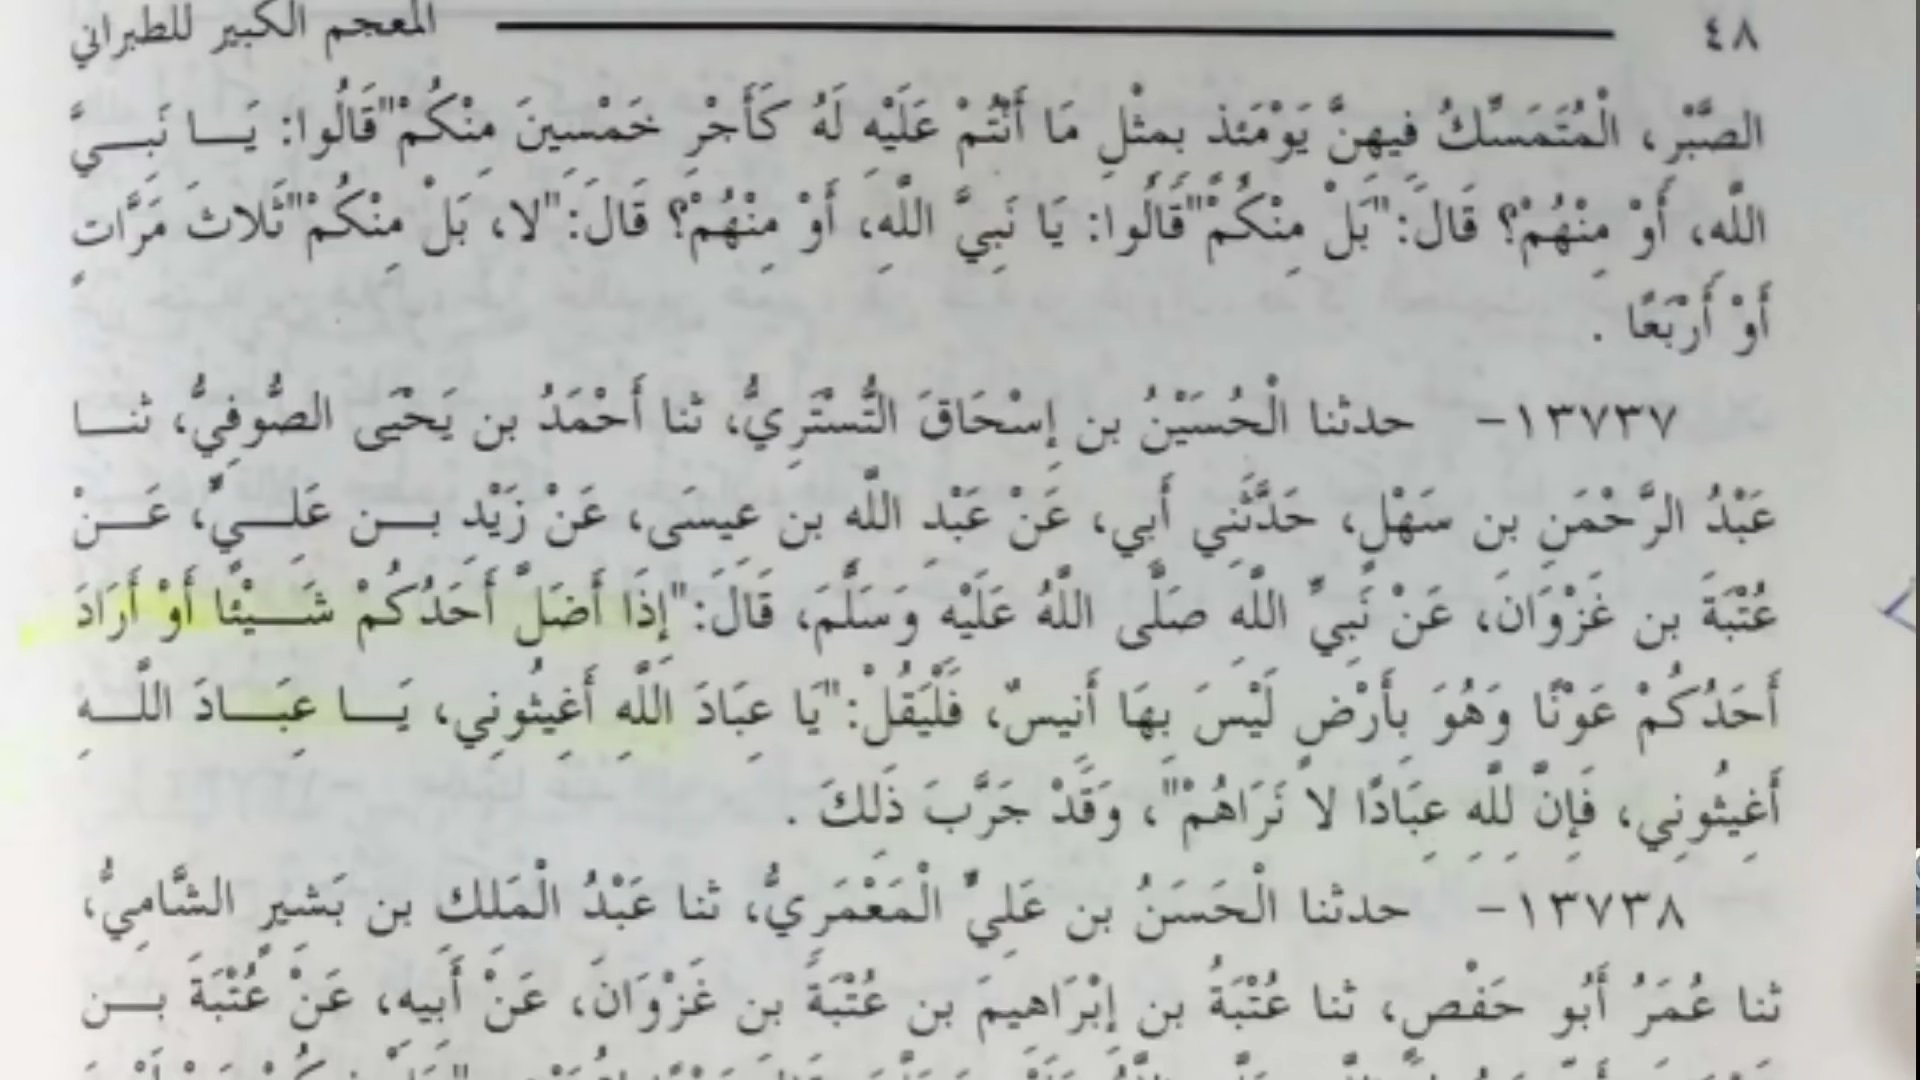 ٤٨ المعجم الكبير للطبراني
الصَّبْرِ، الْمُتَمَسِّكُ فِيهِنَّ يَوْمَئِذٍ بِمِثْلِ مَا أَنْتُمْ عَلَيْهِ لَهُ كَأَجْرِ خَمْسِينَ مِنْكُمْ"قَالُوا: يَا نَبِيَّ
اللَّهِ، أَوْ مِنْهُمْ؟ قَالَ:"بَلْ مِنْكُمْ"قَالُوا: يَا نَبِيَّ اللَّهِ، أَوْ مِنْهُمْ؟ قَالَ:"لا، بَلْ مِنْكُمْ"ثَلاثَ مَرَّاتٍ
أَوْ أَرْبَعًا .
١٣٧٣٧- حدثنا الْحُسَيْنُ بن إِسْحَاقَ التُّسْتَرِيُّ، ثنا أَحْمَدُ بن يَحْيَى الصُّوفِيُّ، ثنا
عَبْدُ الرَّحْمَنِ بن سَهْلٍ، حَدَّثَنِي أَبِي، عَنْ عَبْدِ اللَّهِ بن عِيسَى، عَنْ زَيْدِ بن عَلِيٍّ، عَنْ
عُتْبَةَ بن غَزْوَانَ، عَنْ نَبِيِّ اللَّهِ صَلَّى اللَّهُ عَلَيْهِ وَسَلَّمَ، قَالَ:"إِذَا أَضَلَّ أَحَدُكُمْ شَيْئًا أَوْ أَرَادَ
أَحَدُكُمْ عَوْنًا وَهُوَ بِأَرْضٍ لَيْسَ بِهَا أَنِيسٌ، فَلْيَقُلْ:"يَا عِبَادَ اللَّهِ أَغِيثُونِي، يَا عِبَادَ اللَّهِ
أَغِيثُونِي، فَإِنَّ لِلَّهِ عِبَادًا لا نَرَاهُمْ"، وَقَدْ جَرَّبَ ذَلِكَ .
١٣٧٣٨- حدثنا الْحَسَنُ بن عَلِيٍّ الْمَعْمَرِيُّ، ثنا عَبْدُ الْمَلِكِ بن بَشِيرٍ الشَّامِيُّ،
ثنا عُمَرُ أَبُو حَفْصٍ، ثنا عُتْبَةُ بن إِبْرَاهِيمَ بن عُتْبَةَ بن غَزْوَانَ، عَنْ أَبِيهِ، عَنْ عُتْبَةَ بن